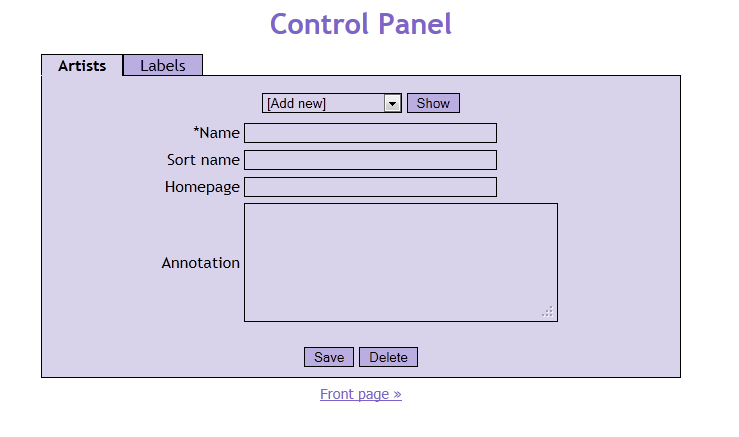 Control Panel
Artists Labels
[Add new] Show
*Name
Sort name
Homepage
Annotation
Save Delete
Front page »